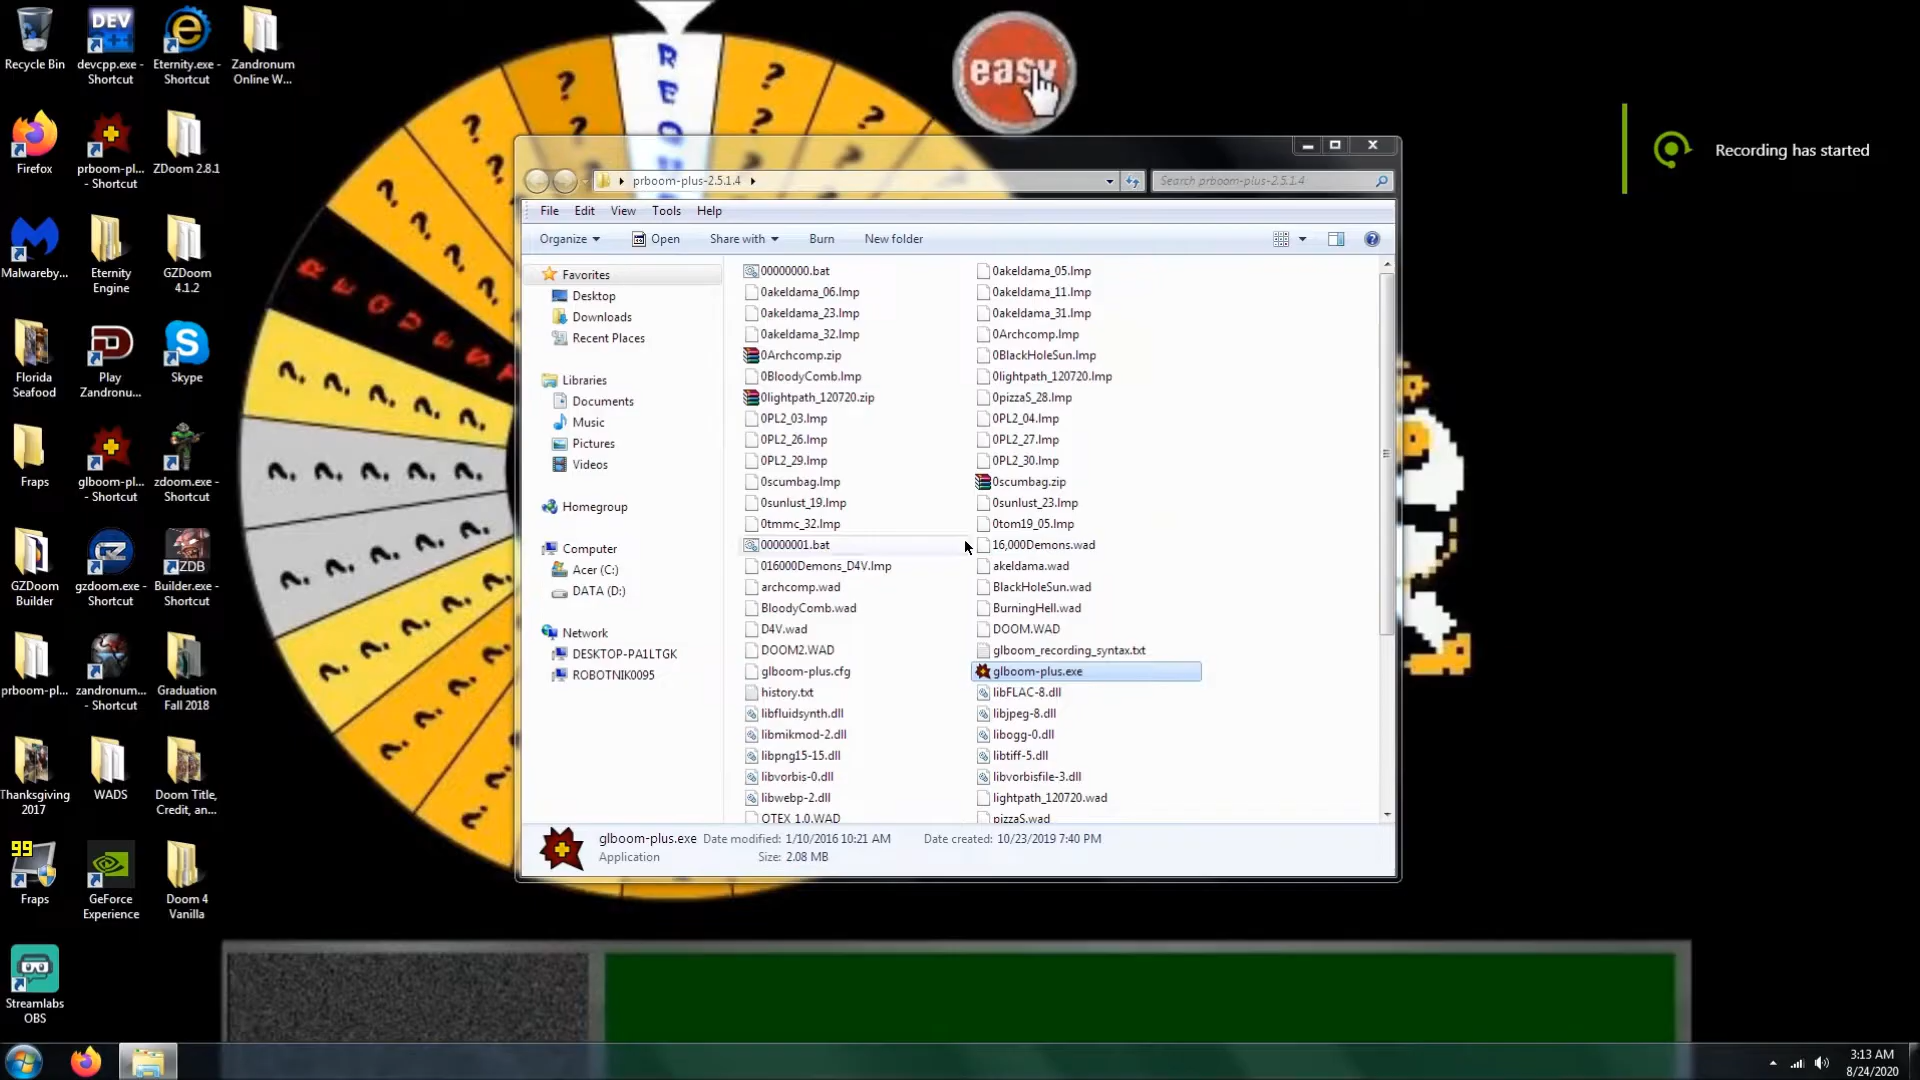 Recycle Bin
devcpp.exe - Shortcut
Eternity.exe - Shortcut
Zandronum Online W...
Firefox
prboom-pl... - Shortcut
ZDoom 2.8.1
Malwareby...
Eternity Engine
GZDoom 4.1.2
Florida Seafood
Play Zandronu...
Skype
Fraps
glboom-pl... - Shortcut
zdoom.exe - Shortcut
GZDoom Builder
gzdoom.exe - Shortcut
Builder.exe - Shortcut
prboom-pl...
zandronum... - Shortcut
Graduation Fall 2018
Thanksgiving 2017
WADS
Doom Title, Credit, an...
99
Fraps
GeForce Experience
Doom 4 Vanilla
Streamlabs OBS
DEV
GZ
ZDB
easy
Recording has started
prboom-plus-2.5.1.4
Search prboom-plus-2.5.1.4
File Edit View Tools Help
Organize Open Share with Burn New folder
Favorites
Desktop
Downloads
Recent Places
Libraries
Documents
Music
Pictures
Videos
Homegroup
Computer
Acer (C:)
DATA (D:)
Network
DESKTOP-PA1LTGK
ROBOTNIK0095
00000000.bat 0akeldama_05.lmp
0akeldama_06.lmp 0akeldama_11.lmp
0akeldama_23.lmp 0akeldama_31.lmp
0akeldama_32.lmp 0Archcomp.lmp
0Archcomp.zip 0BlackHoleSun.lmp
0BloodyComb.lmp 0lightpath_120720.lmp
0lightpath_120720.zip 0pizzaS_28.lmp
0PL2_03.lmp 0PL2_04.lmp
0PL2_26.lmp 0PL2_27.lmp
0PL2_29.lmp 0PL2_30.lmp
0scumbag.lmp 0scumbag.zip
0sunlust_19.lmp 0sunlust_23.lmp
0tmmc_32.lmp 0tom19_05.lmp
00000001.bat 16,000Demons.wad
016000Demons_D4V.lmp akeldama.wad
archcomp.wad BlackHoleSun.wad
BloodyComb.wad BurningHell.wad
D4V.wad DOOM.WAD
DOOM2.WAD glboom_recording_syntax.txt
glboom-plus.cfg glboom-plus.exe
history.txt libFLAC-8.dll
libfluidsynth.dll libjpeg-8.dll
libmikmod-2.dll libogg-0.dll
libpng15-15.dll libtiff-5.dll
libvorbis-0.dll libvorbisfile-3.dll
libwebp-2.dll lightpath_120720.wad
OTEX_1.0.WAD pizzaS.wad
glboom-plus.exe Date modified: 1/10/2016 10:21 AM Date created: 10/23/2019 7:40 PM
Application Size: 2.08 MB
3:13 AM
8/24/2020